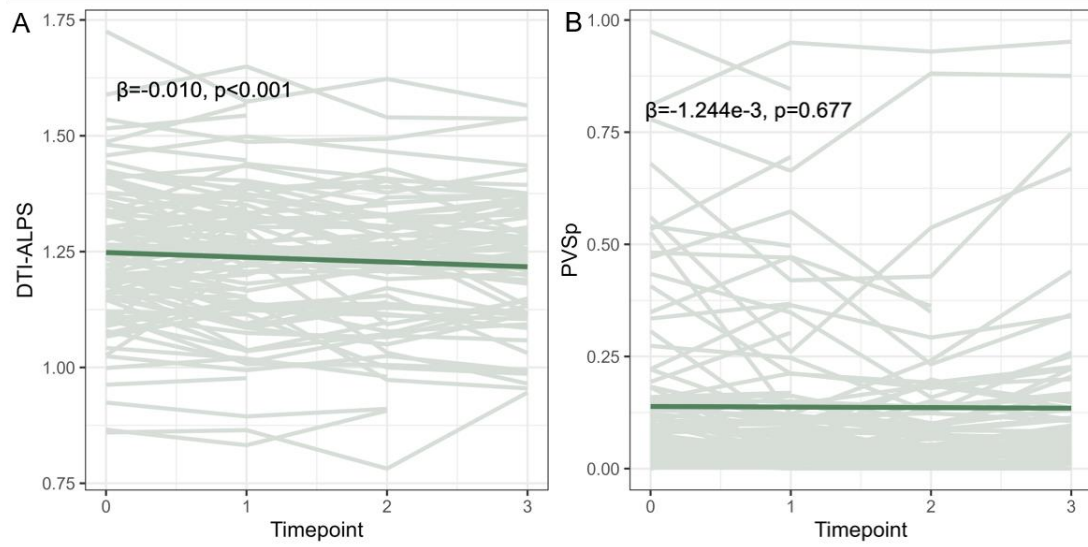 A
1.75
β=-0.010, p<0.001
1.50
DTI-ALPS
1.25
1.00
0.75
0
1
2
3
Timepoint
B
1.00
β=-1.244e-3, p=0.677
0.75
PVSp
0.50
0.25
0.00
0
1
2
3
Timepoint